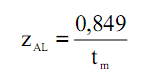 z_AL = 0,849 / t_m